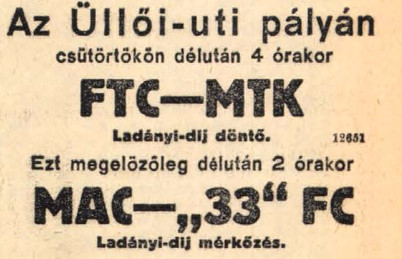 Az Üllői-uti pályán
csütörtökön délután 4 órakor
FTC—MTK
Ladányi-dij döntő. 12651
Ezt megelözőleg délután 2 órakor
MAC—„33“ FC
Ladányi-dij mérkőzés.